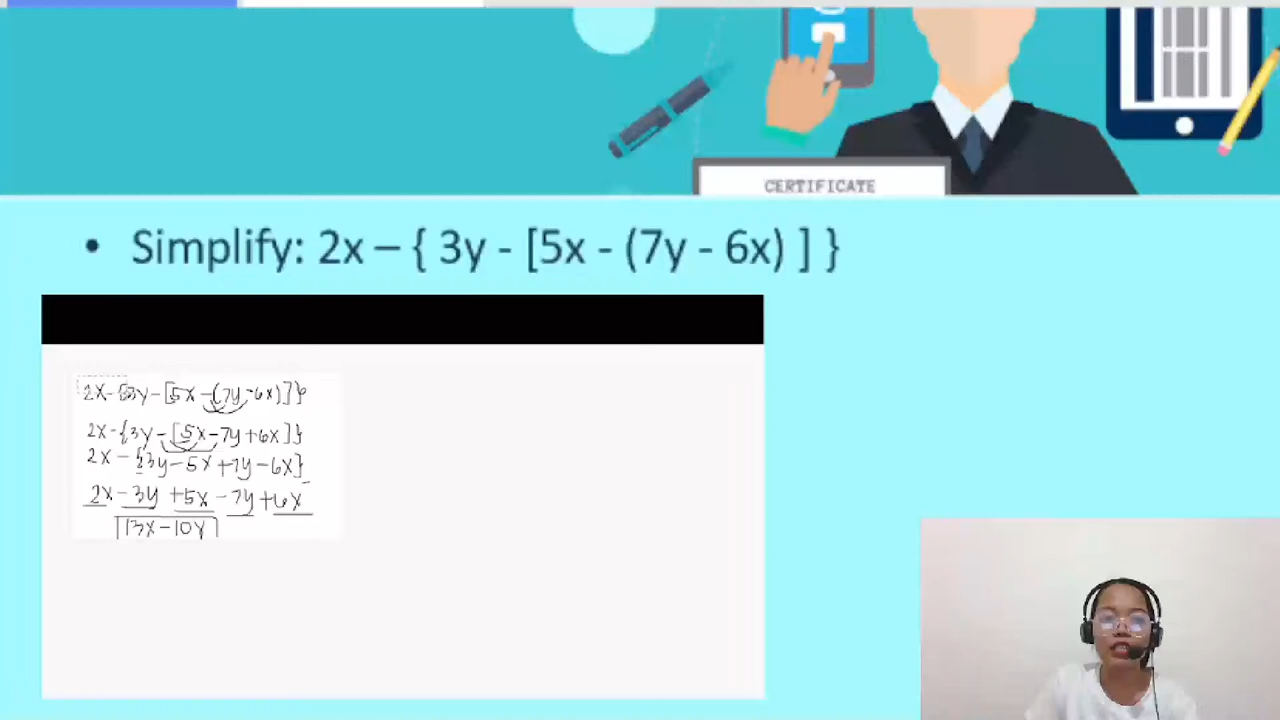 CERTIFICATE
• Simplify: 2x – { 3y - [5x - (7y - 6x) ] }
2x-{3y-[5x-(7y-6x)]}
2x-{3y-[5x-7y+6x]}
2x-{3y-5x+7y-6x}
2x-3y+5x-7y+6x
13x-10y